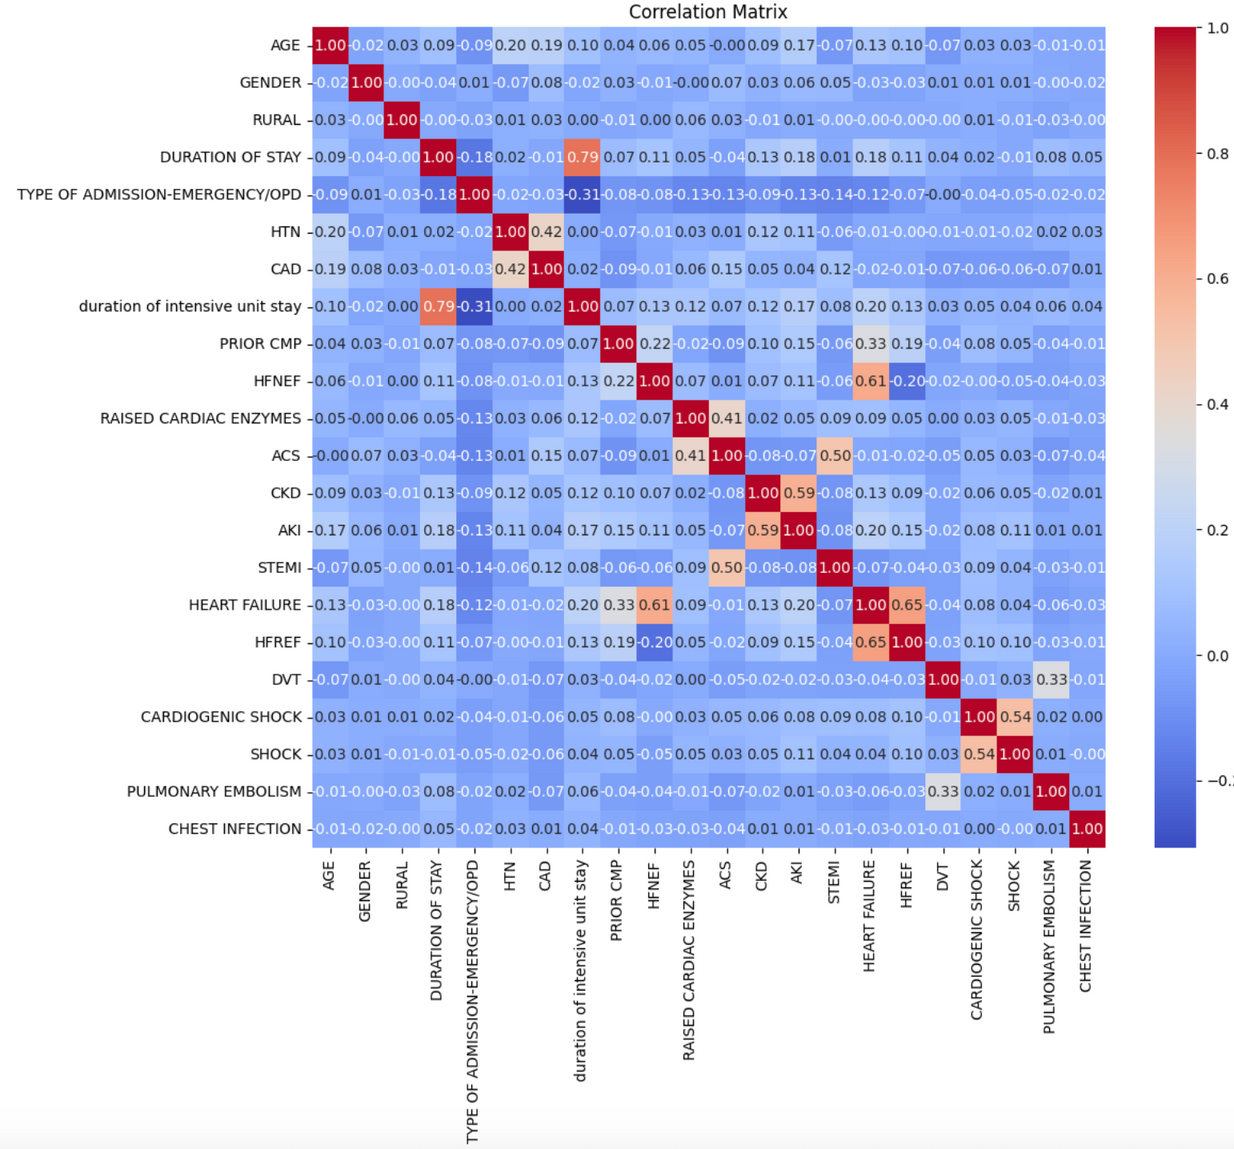 Correlation Matrix
AGE 1.00 -0.02 0.03 0.09 -0.09 0.20 0.19 0.10 0.04 0.06 0.05 -0.00 0.09 0.17 -0.07 0.13 0.10 -0.07 0.03 0.03 -0.01 -0.01
GENDER -0.02 1.00 -0.00 -0.04 0.01 -0.07 0.08 -0.02 0.03 -0.01 -0.00 0.07 0.03 0.06 0.05 -0.03 -0.03 0.01 0.01 0.01 -0.00 -0.02
RURAL 0.03 -0.00 1.00 -0.00 -0.03 0.01 0.03 0.00 -0.01 0.00 0.06 0.03 -0.01 0.01 -0.00 -0.00 -0.00 -0.00 0.01 -0.01 -0.03 -0.00
DURATION OF STAY 0.09 -0.04 -0.00 1.00 -0.18 0.02 -0.01 0.79 0.07 0.11 0.05 -0.04 0.13 0.18 0.01 0.18 0.11 0.04 0.02 -0.01 0.08 0.05
TYPE OF ADMISSION-EMERGENCY/OPD -0.09 0.01 -0.03 -0.18 1.00 -0.02 -0.03 -0.31 -0.08 -0.08 -0.13 -0.13 -0.09 -0.13 -0.14 -0.12 -0.07 -0.00 -0.04 -0.05 -0.02 -0.02
HTN 0.20 -0.07 0.01 0.02 -0.02 1.00 0.42 0.00 -0.07 -0.01 0.03 0.01 0.12 0.11 -0.06 -0.01 -0.00 -0.01 -0.01 -0.02 0.02 0.03
CAD 0.19 0.08 0.03 -0.01 -0.03 0.42 1.00 0.02 -0.09 -0.01 0.06 0.15 0.05 0.04 0.12 -0.02 -0.01 -0.07 -0.06 -0.06 -0.07 0.01
duration of intensive unit stay 0.10 -0.02 0.00 0.79 -0.31 0.00 0.02 1.00 0.07 0.13 0.12 0.07 0.12 0.17 0.08 0.20 0.13 0.03 0.05 0.04 0.06 0.04
PRIOR CMP 0.04 0.03 -0.01 0.07 -0.08 -0.07 -0.09 0.07 1.00 0.22 -0.02 -0.09 0.10 0.15 -0.06 0.33 0.19 -0.04 0.08 0.05 -0.04 -0.01
HFNEF 0.06 -0.01 0.00 0.11 -0.08 -0.01 -0.01 0.13 0.22 1.00 0.07 0.01 0.07 0.11 -0.06 0.61 -0.20 -0.02 -0.00 -0.05 -0.04 -0.03
RAISED CARDIAC ENZYMES 0.05 -0.00 0.06 0.05 -0.13 0.03 0.06 0.12 -0.02 0.07 1.00 0.41 0.02 0.05 0.09 0.09 0.05 0.00 0.03 0.05 -0.01 -0.03
ACS -0.00 0.07 0.03 -0.04 -0.13 0.01 0.15 0.07 -0.09 0.01 0.41 1.00 -0.08 -0.07 0.50 -0.01 -0.02 -0.05 0.05 0.03 -0.07 -0.04
CKD 0.09 0.03 -0.01 0.13 -0.09 0.12 0.05 0.12 0.10 0.07 0.02 -0.08 1.00 0.59 -0.08 0.13 0.09 -0.02 0.06 0.05 -0.02 0.01
AKI 0.17 0.06 0.01 0.18 -0.13 0.11 0.04 0.17 0.15 0.11 0.05 -0.07 0.59 1.00 -0.08 0.20 0.15 -0.02 0.08 0.11 0.01 0.01
STEMI -0.07 0.05 -0.00 0.01 -0.14 -0.06 0.12 0.08 -0.06 -0.06 0.09 0.50 -0.08 -0.08 1.00 -0.07 -0.04 -0.03 0.09 0.04 -0.03 -0.01
HEART FAILURE 0.13 -0.03 -0.00 0.18 -0.12 -0.01 -0.02 0.20 0.33 0.61 0.09 -0.01 0.13 0.20 -0.07 1.00 0.65 -0.04 0.08 0.04 -0.06 -0.03
HFREF 0.10 -0.03 -0.00 0.11 -0.07 -0.00 -0.01 0.13 0.19 -0.20 0.05 -0.02 0.09 0.15 -0.04 0.65 1.00 -0.03 0.10 0.10 -0.03 -0.01
DVT -0.07 0.01 -0.00 0.04 -0.00 -0.01 -0.07 0.03 -0.04 -0.02 0.00 -0.05 -0.02 -0.02 -0.03 -0.04 -0.03 1.00 -0.01 0.03 0.33 -0.01
CARDIOGENIC SHOCK 0.03 0.01 0.01 0.02 -0.04 -0.01 -0.06 0.05 0.08 -0.00 0.03 0.05 0.06 0.08 0.09 0.08 0.10 -0.01 1.00 0.54 0.02 0.00
SHOCK 0.03 0.01 -0.01 -0.01 -0.05 -0.02 -0.06 0.04 0.05 -0.05 0.05 0.03 0.05 0.11 0.04 0.04 0.10 0.03 0.54 1.00 0.01 -0.00
PULMONARY EMBOLISM -0.01 -0.00 -0.03 0.08 -0.02 0.02 -0.07 0.06 -0.04 -0.04 -0.01 -0.07 -0.02 0.01 -0.03 -0.06 -0.03 0.33 0.02 0.01 1.00 0.01
CHEST INFECTION -0.01 -0.02 -0.00 0.05 -0.02 0.03 0.01 0.04 -0.01 -0.03 -0.03 -0.04 0.01 0.01 -0.01 -0.03 -0.01 -0.01 0.00 -0.00 0.01 1.00
AGE
GENDER
RURAL
DURATION OF STAY
TYPE OF ADMISSION-EMERGENCY/OPD
HTN
CAD
duration of intensive unit stay
PRIOR CMP
HFNEF
RAISED CARDIAC ENZYMES
ACS
CKD
AKI
STEMI
HEART FAILURE
HFREF
DVT
CARDIOGENIC SHOCK
SHOCK
PULMONARY EMBOLISM
CHEST INFECTION
1.0
0.8
0.6
0.4
0.2
0.0